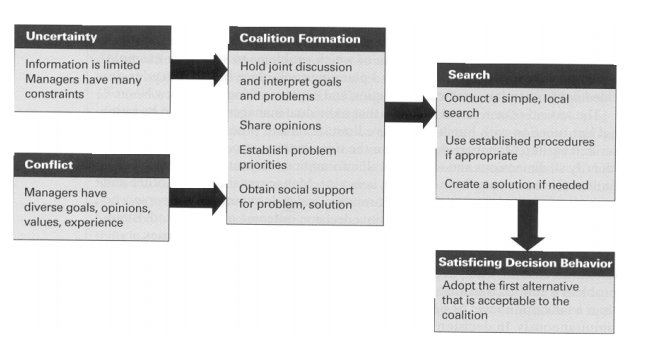 Uncertainty
Information is limited
Managers have many
constraints
Conflict
Managers have
diverse goals, opinions,
values, experience
Coalition Formation
Hold joint discussion
and interpret goals
and problems
Share opinions
Establish problem
priorities
Obtain social support
for problem, solution
Search
Conduct a simple, local
search
Use established procedures
if appropriate
Create a solution if needed
Satisficing Decision Behavior
Adopt the first alternative
that is acceptable to the
coalition